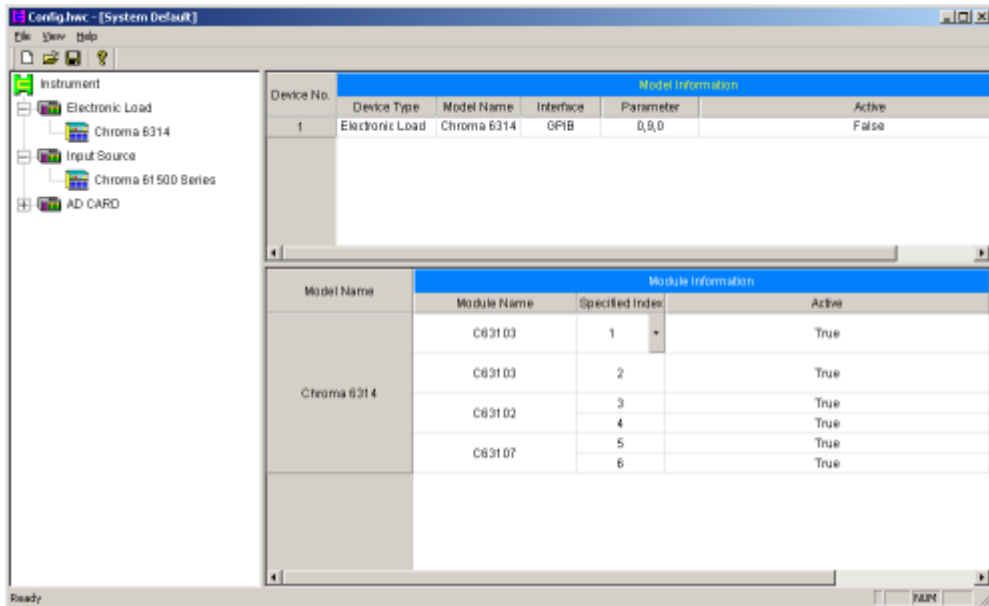 Config.hwc - [System Default]
File View Help
Instrument
Electronic Load
Chroma 6314
Input Source
Chroma 61500 Series
AD CARD
Device No. Model Information
Device Type Model Name Interface Parameter Active
1 Electronic Load Chroma 6314 GPIB 0,9,0 False
Model Name Module Information
Module Name Specified Index Active
Chroma 6314
C63103 1 True
C63103 2 True
C63102 3 True
4 True
C63107 5 True
6 True
Ready NUM